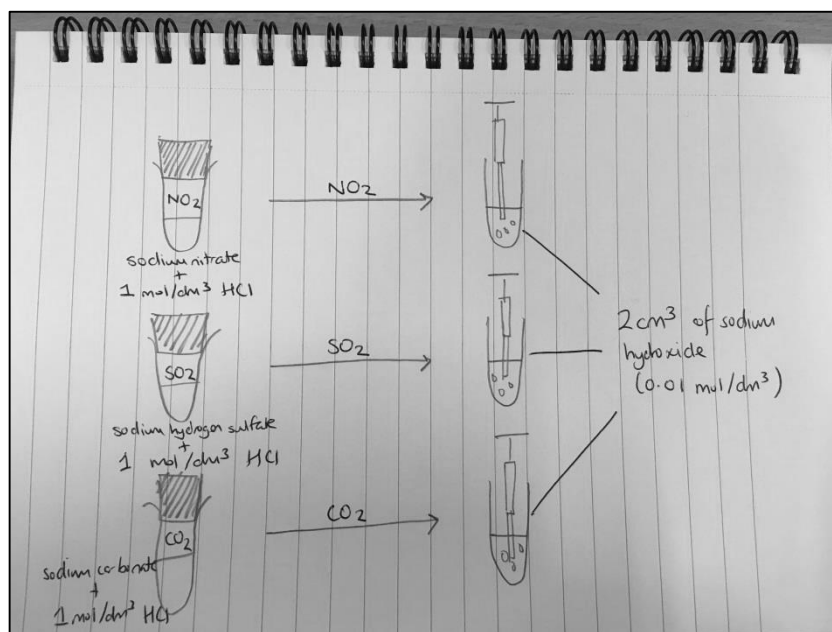 NO2
NO2
sodium nitrate
+
1 mol/dm³ HCl
SO2
SO2
sodium hydrogen sulfate
+
1 mol/dm³ HCl
CO2
CO2
sodium carbonate
+
1 mol/dm³ HCl
2cm³ of sodium
hydroxide
(0.01 mol/dm³)